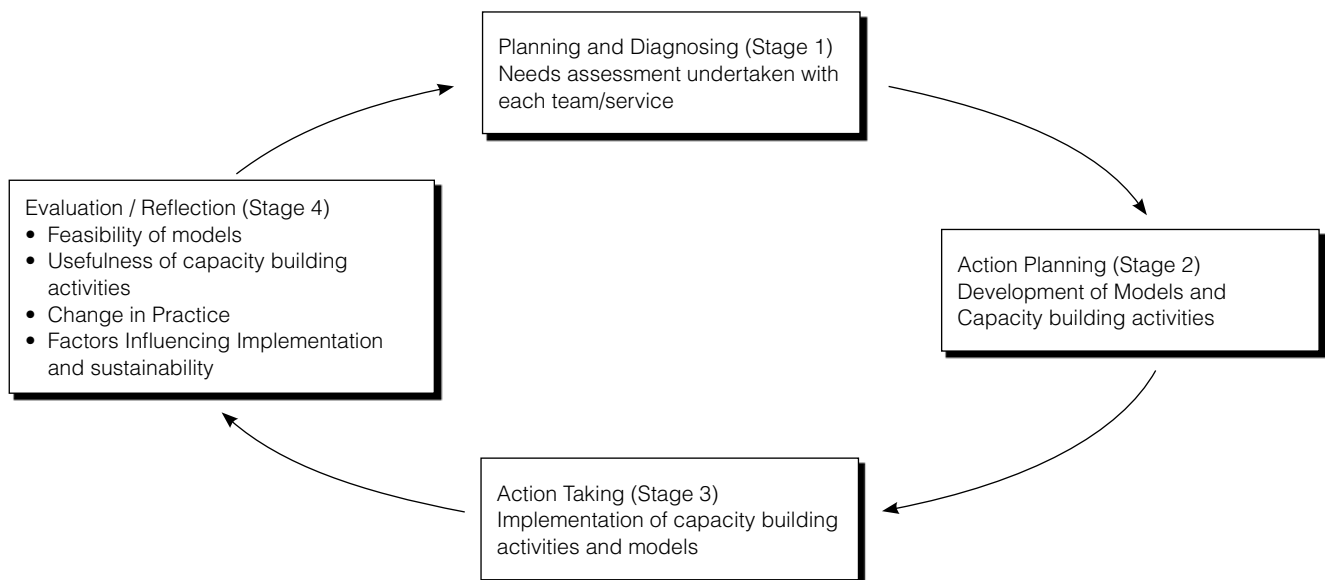 Planning and Diagnosing (Stage 1)
Needs assessment undertaken with
each team/service
Action Planning (Stage 2)
Development of Models and
Capacity building activities
Action Taking (Stage 3)
Implementation of capacity building
activities and models
Evaluation / Reflection (Stage 4)
• Feasibility of models
• Usefulness of capacity building
activities
• Change in Practice
• Factors Influencing Implementation
and sustainability